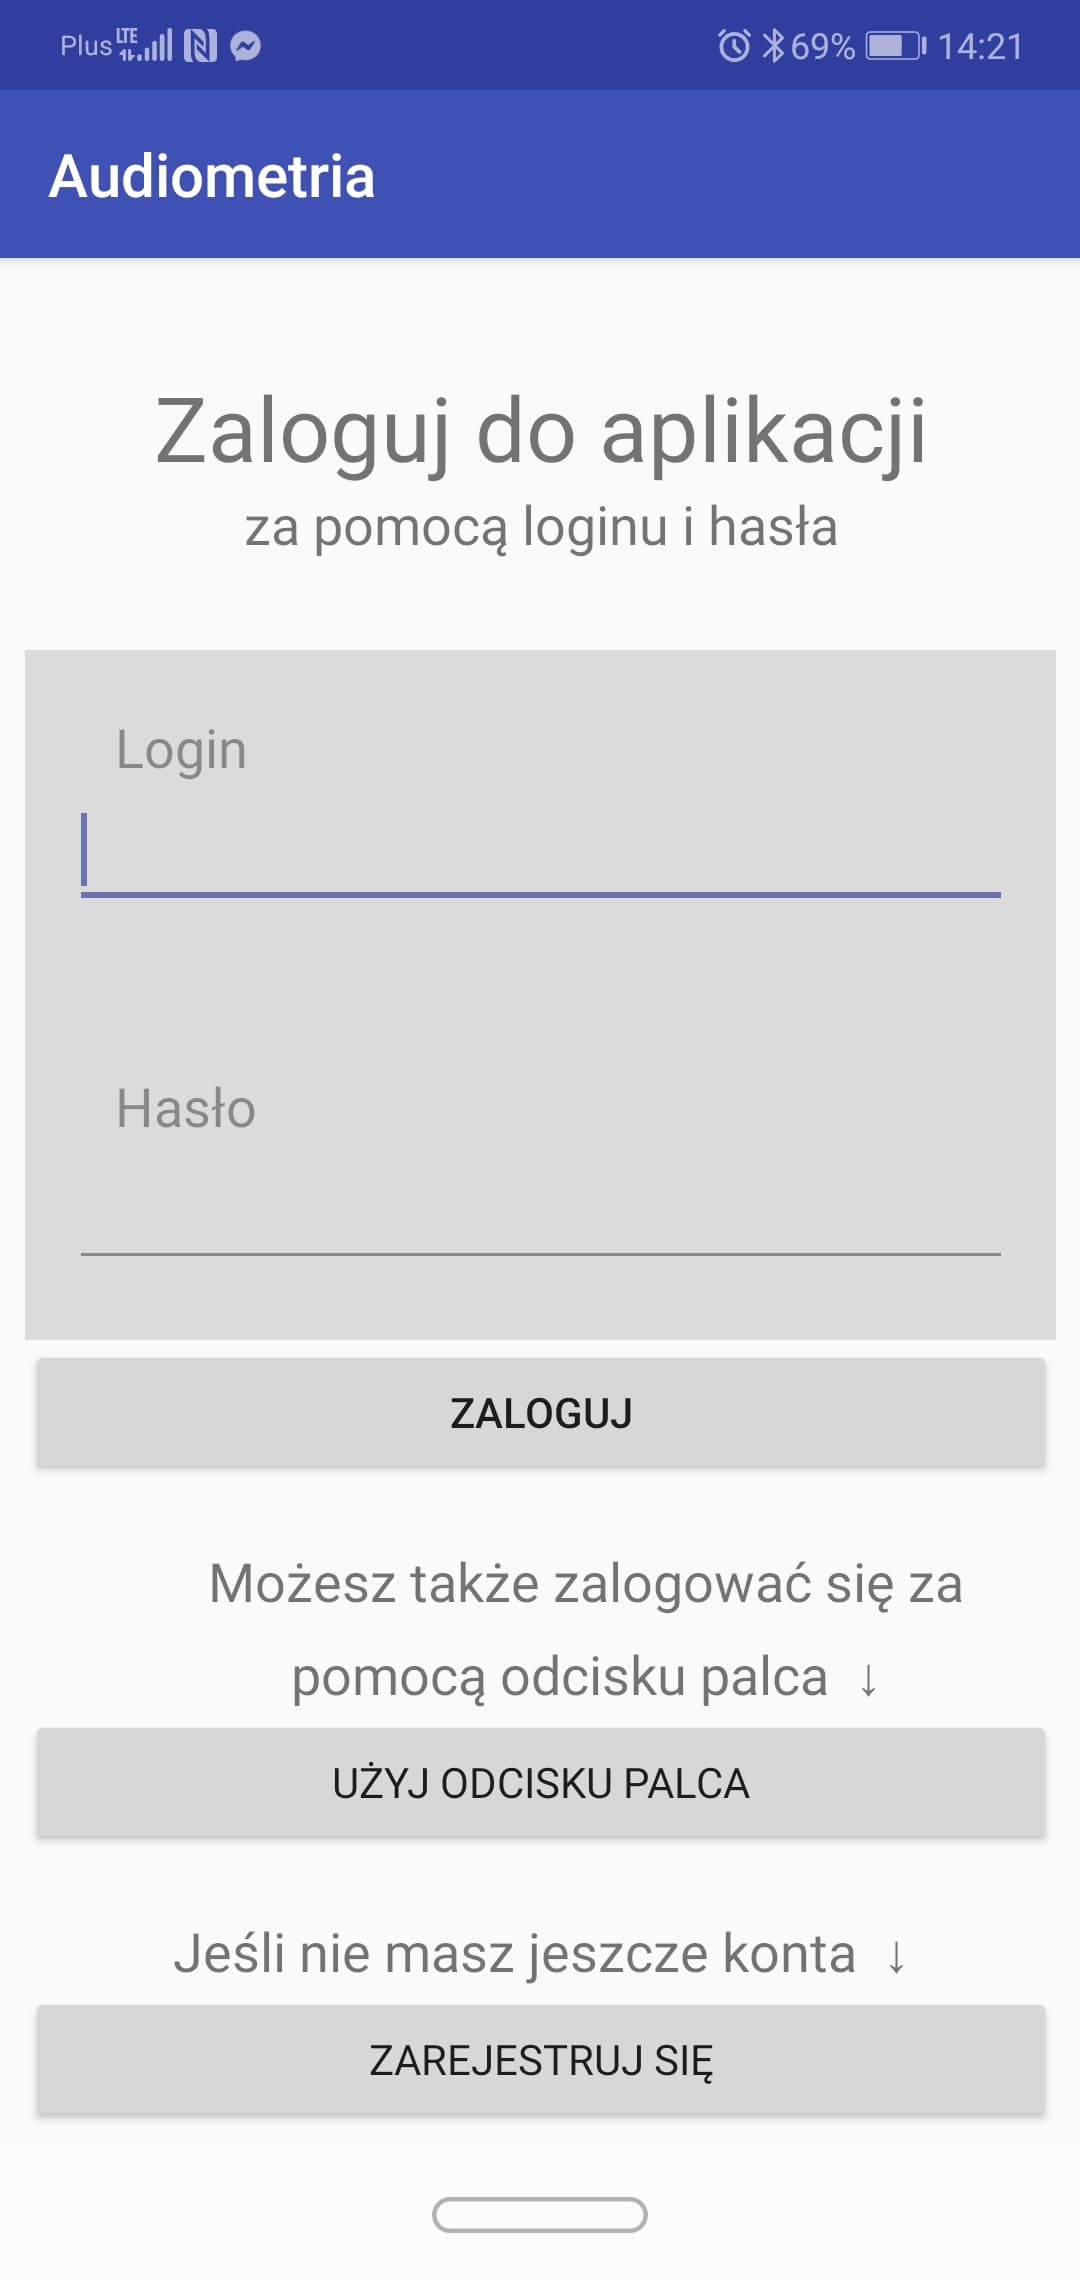 Plus LTE 69% 14:21
Audiometria
Zaloguj do aplikacji
za pomocą loginu i hasła
Login
Hasło
ZALOGUJ
Możesz także zalogować się za
pomocą odcisku palca ↓
UŻYJ ODCISKU PALCA
Jeśli nie masz jeszcze konta ↓
ZAREJESTRUJ SIĘ